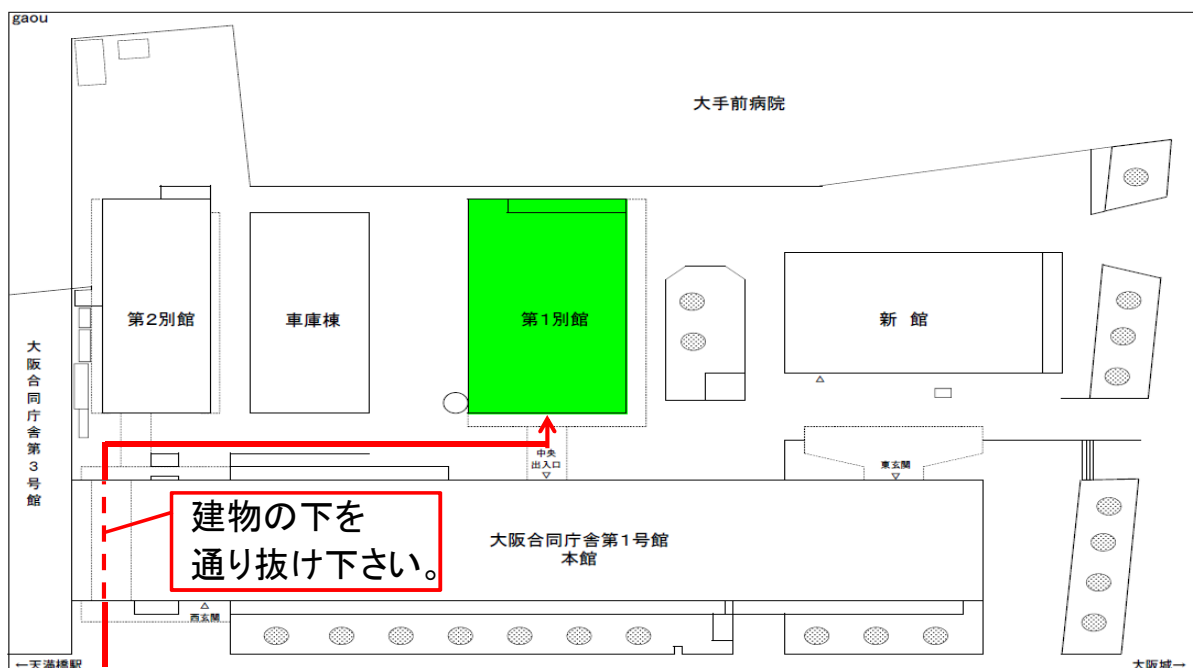 gaou
大手前病院
第2別館
車庫棟
第1別館
新 館
大阪合同庁舎第3号館
中央
出入口
▽
東玄関
▽
建物の下を
通り抜け下さい。
大阪合同庁舎第1号館
本館
西玄関
←天満橋駅
大阪城→